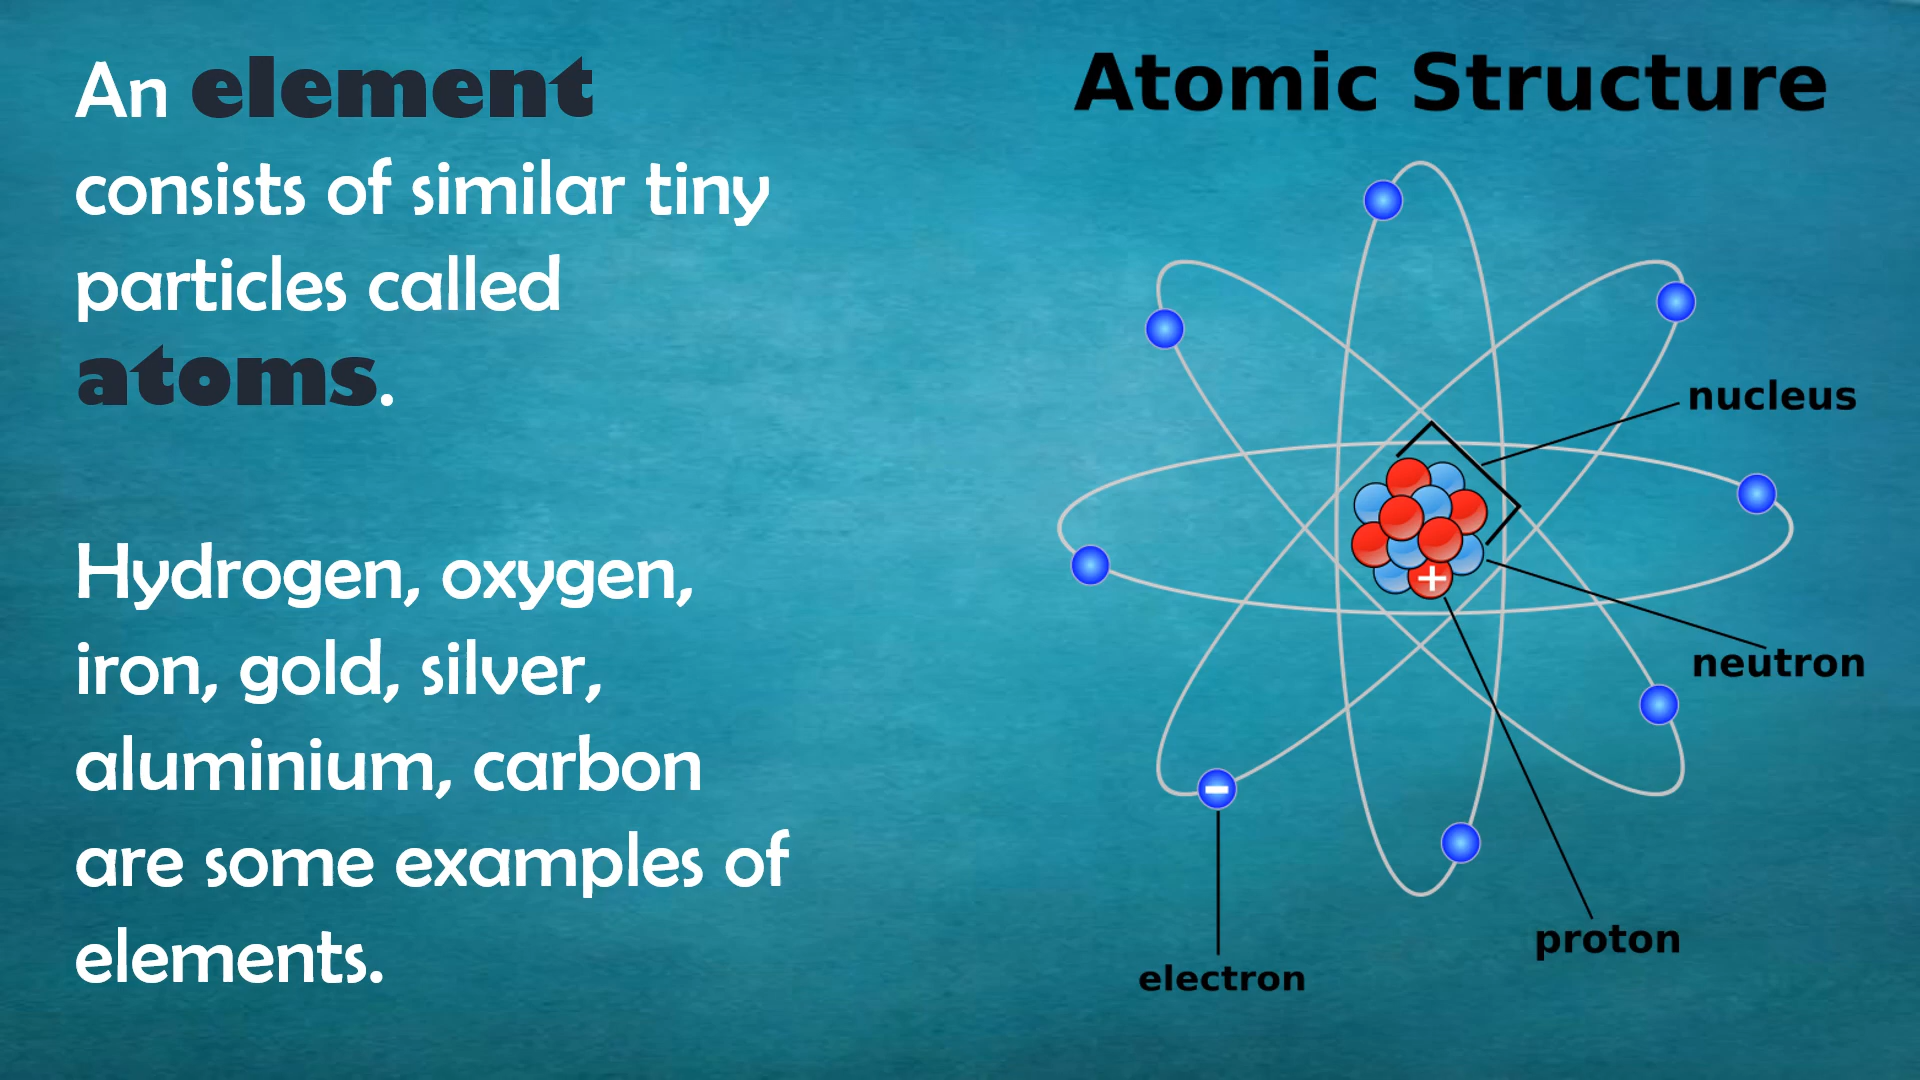 An element
consists of similar tiny
particles called
atoms.
Hydrogen, oxygen,
iron, gold, silver,
aluminium, carbon
are some examples of
elements.
Atomic Structure
nucleus
+
neutron
−
proton
electron